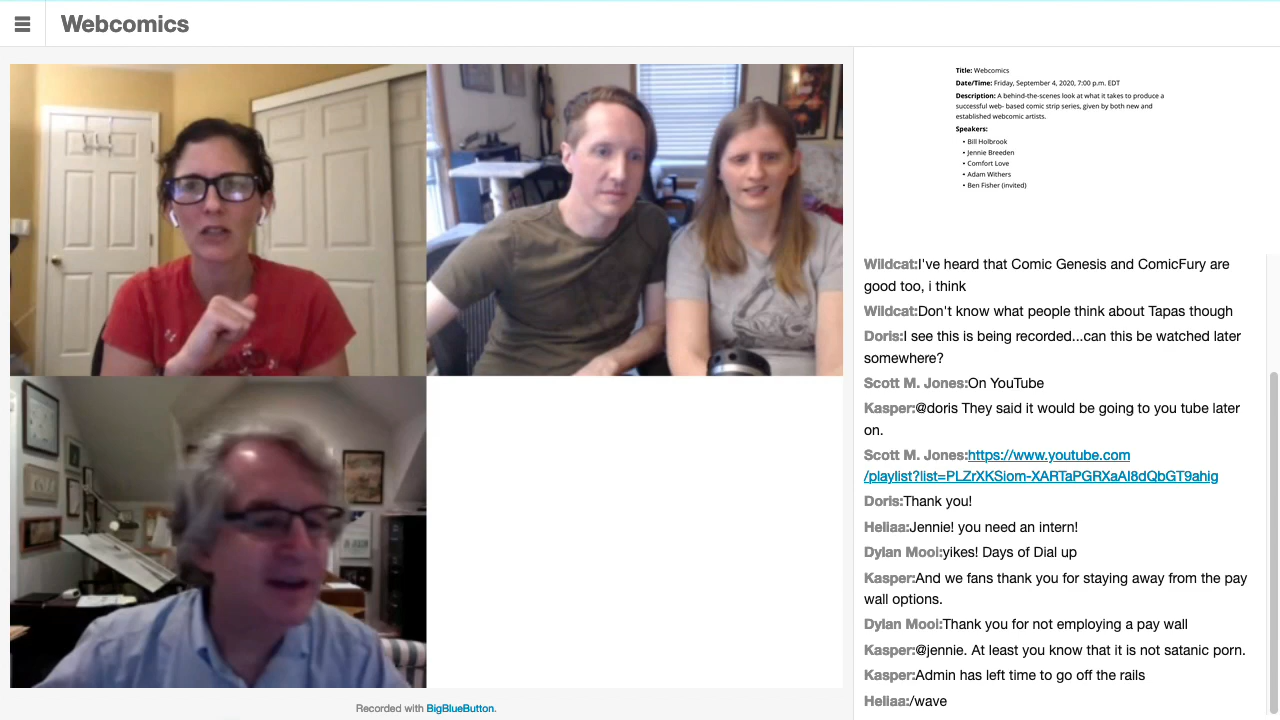 Webcomics
Title: Webcomics
Date/Time: Friday, September 4, 2020, 7:00 p.m. EDT
Description: A behind-the-scenes look at what it takes to produce a
successful web- based comic strip series, given by both new and
established webcomic artists.
Speakers:
• Bill Holbrook
• Jennie Breeden
• Comfort Love
• Adam Withers
• Ben Fisher (invited)
Wildcat:I've heard that Comic Genesis and ComicFury are
good too, i think
Wildcat:Don't know what people think about Tapas though
Doris:I see this is being recorded...can this be watched later
somewhere?
Scott M. Jones:On YouTube
Kasper:@doris They said it would be going to you tube later
on.
Scott M. Jones:https://www.youtube.com
/playlist?list=PLZrXKSiom-XARTaPGRXaAI8dQbGT9ahig
Doris:Thank you!
Heliaa:Jennie! you need an intern!
Dylan Mooi:yikes! Days of Dial up
Kasper:And we fans thank you for staying away from the pay
wall options.
Dylan Mooi:Thank you for not employing a pay wall
Kasper:@jennie. At least you know that it is not satanic porn.
Kasper:Admin has left time to go off the rails
Heliaa:/wave
Recorded with BigBlueButton.